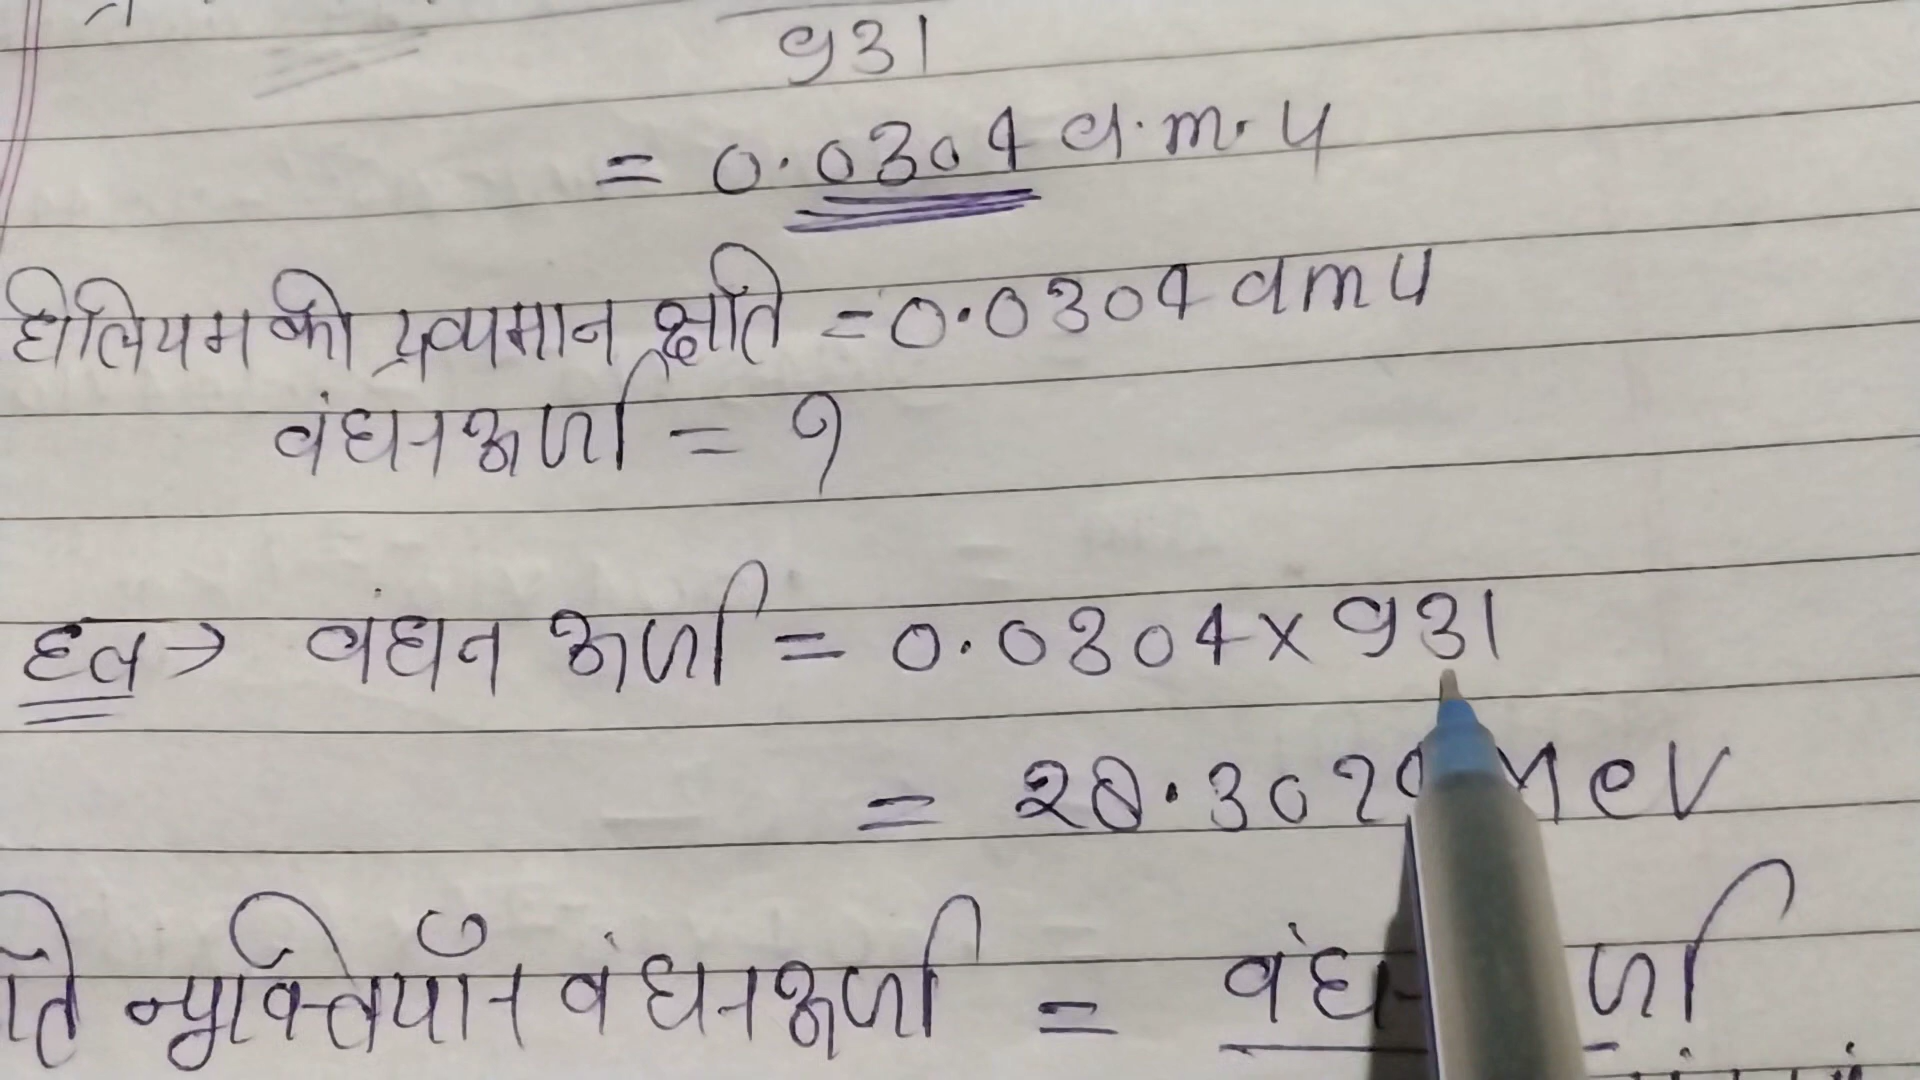 931
= 0.0304 a.m.u
हीलियम की द्रव्यमान क्षति = 0.0304 amu
बंधन ऊर्जा = ?
हल → बंधन ऊर्जा = 0.0304 x 931
= 28.302 MeV
प्रति न्यूक्लियॉन बंधन ऊर्जा =